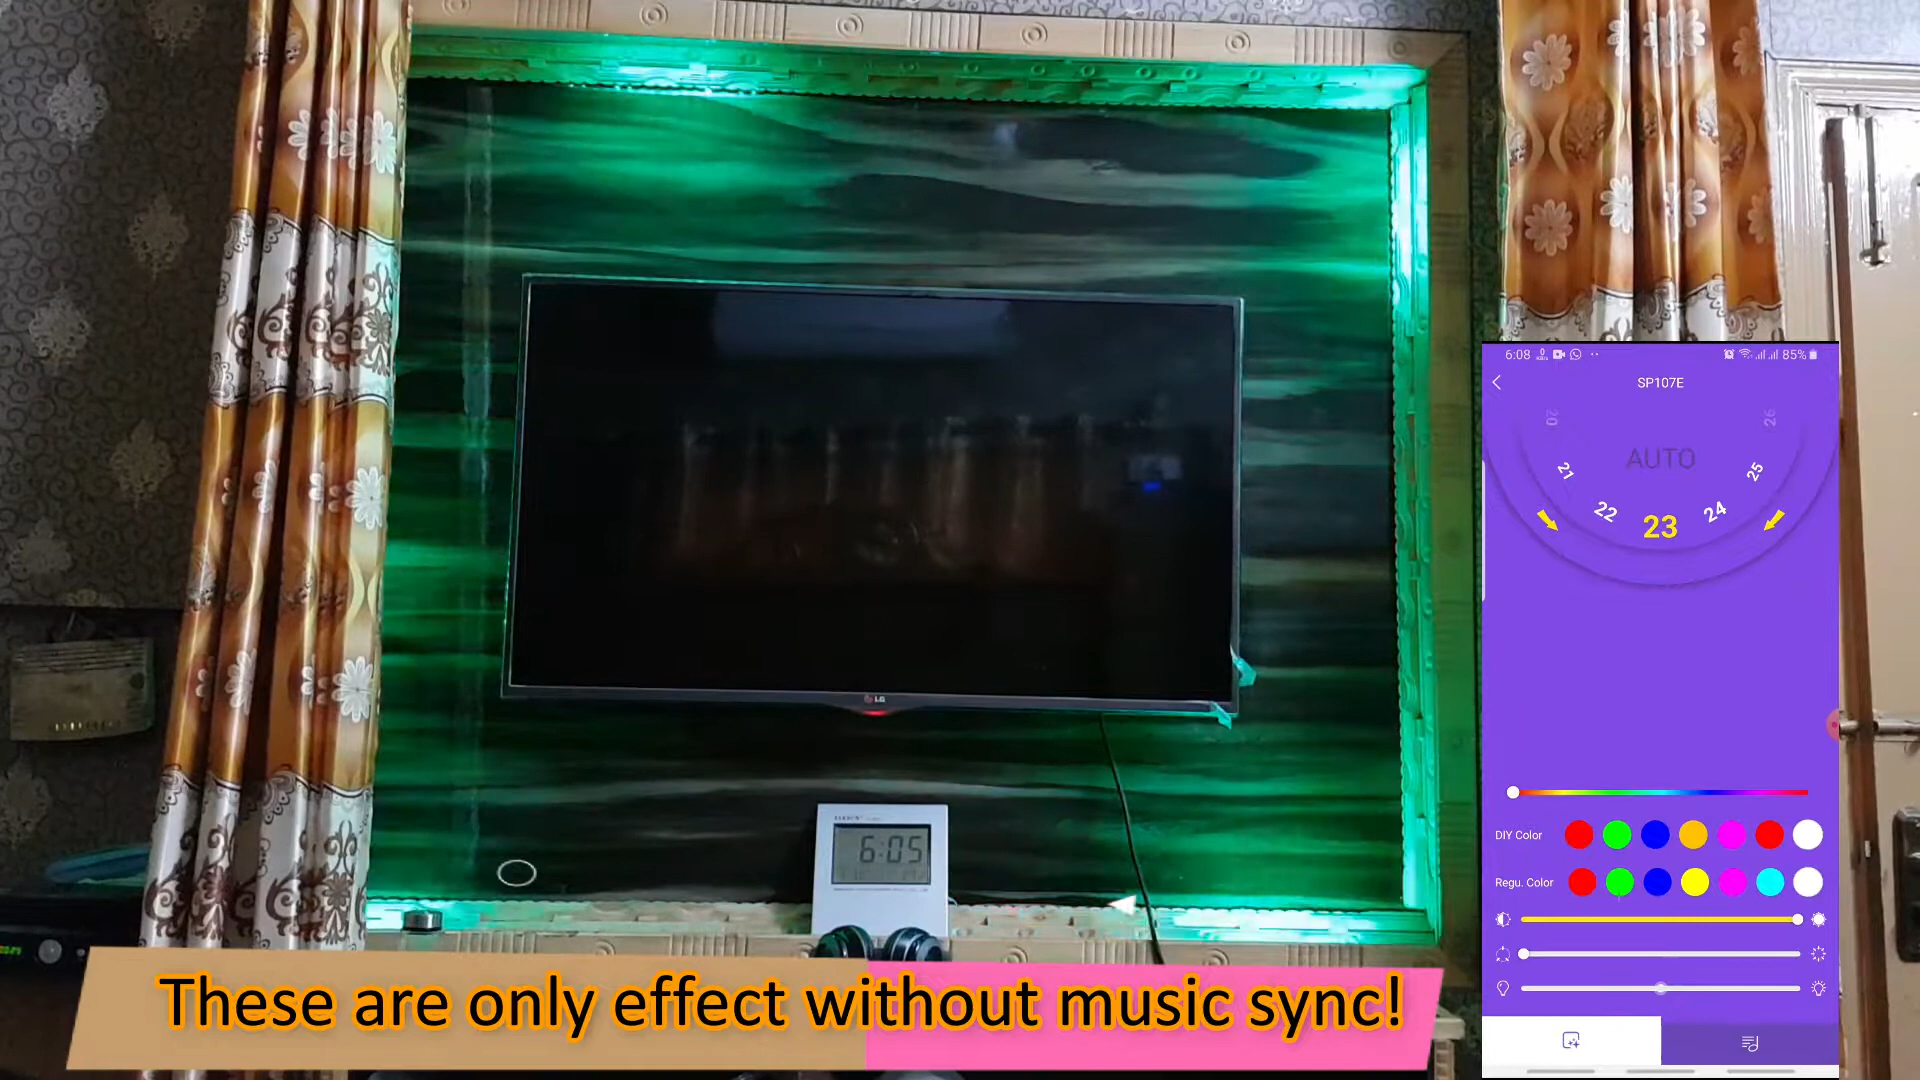 6:08
85%
SP107E
20
26
AUTO
21
25
22
23
24
LG
6:05
DIY Color
Regu. Color
These are only effect without music sync!